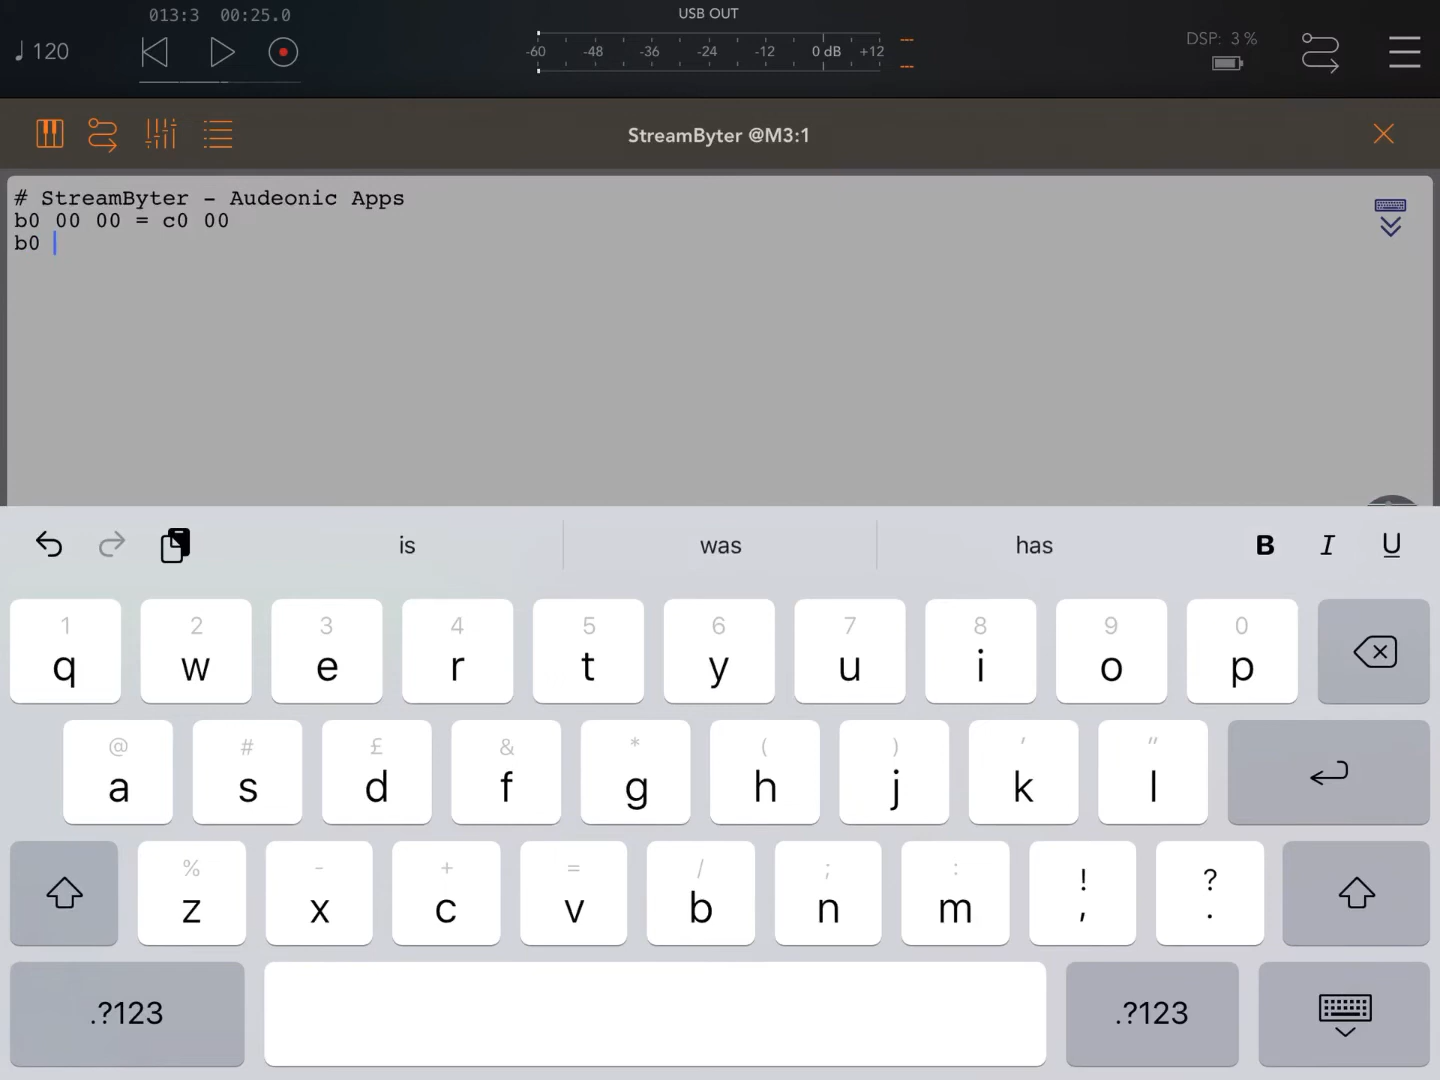 013:3 00:25.0
USB OUT
♩ 120
-60 -48 -36 -24 -12 0 dB +12
---
---
DSP: 3 %
StreamByter @M3:1
# StreamByter - Audeonic Apps
b0 00 00 = c0 00
b0
is was has B I U
1 2 3 4 5 6 7 8 9 0
q w e r t y u i o p
@ # £ & * ( ) ' "
a s d f g h j k l
% - + = / ; : ! ?
z x c v b n m , .
.?123 .?123